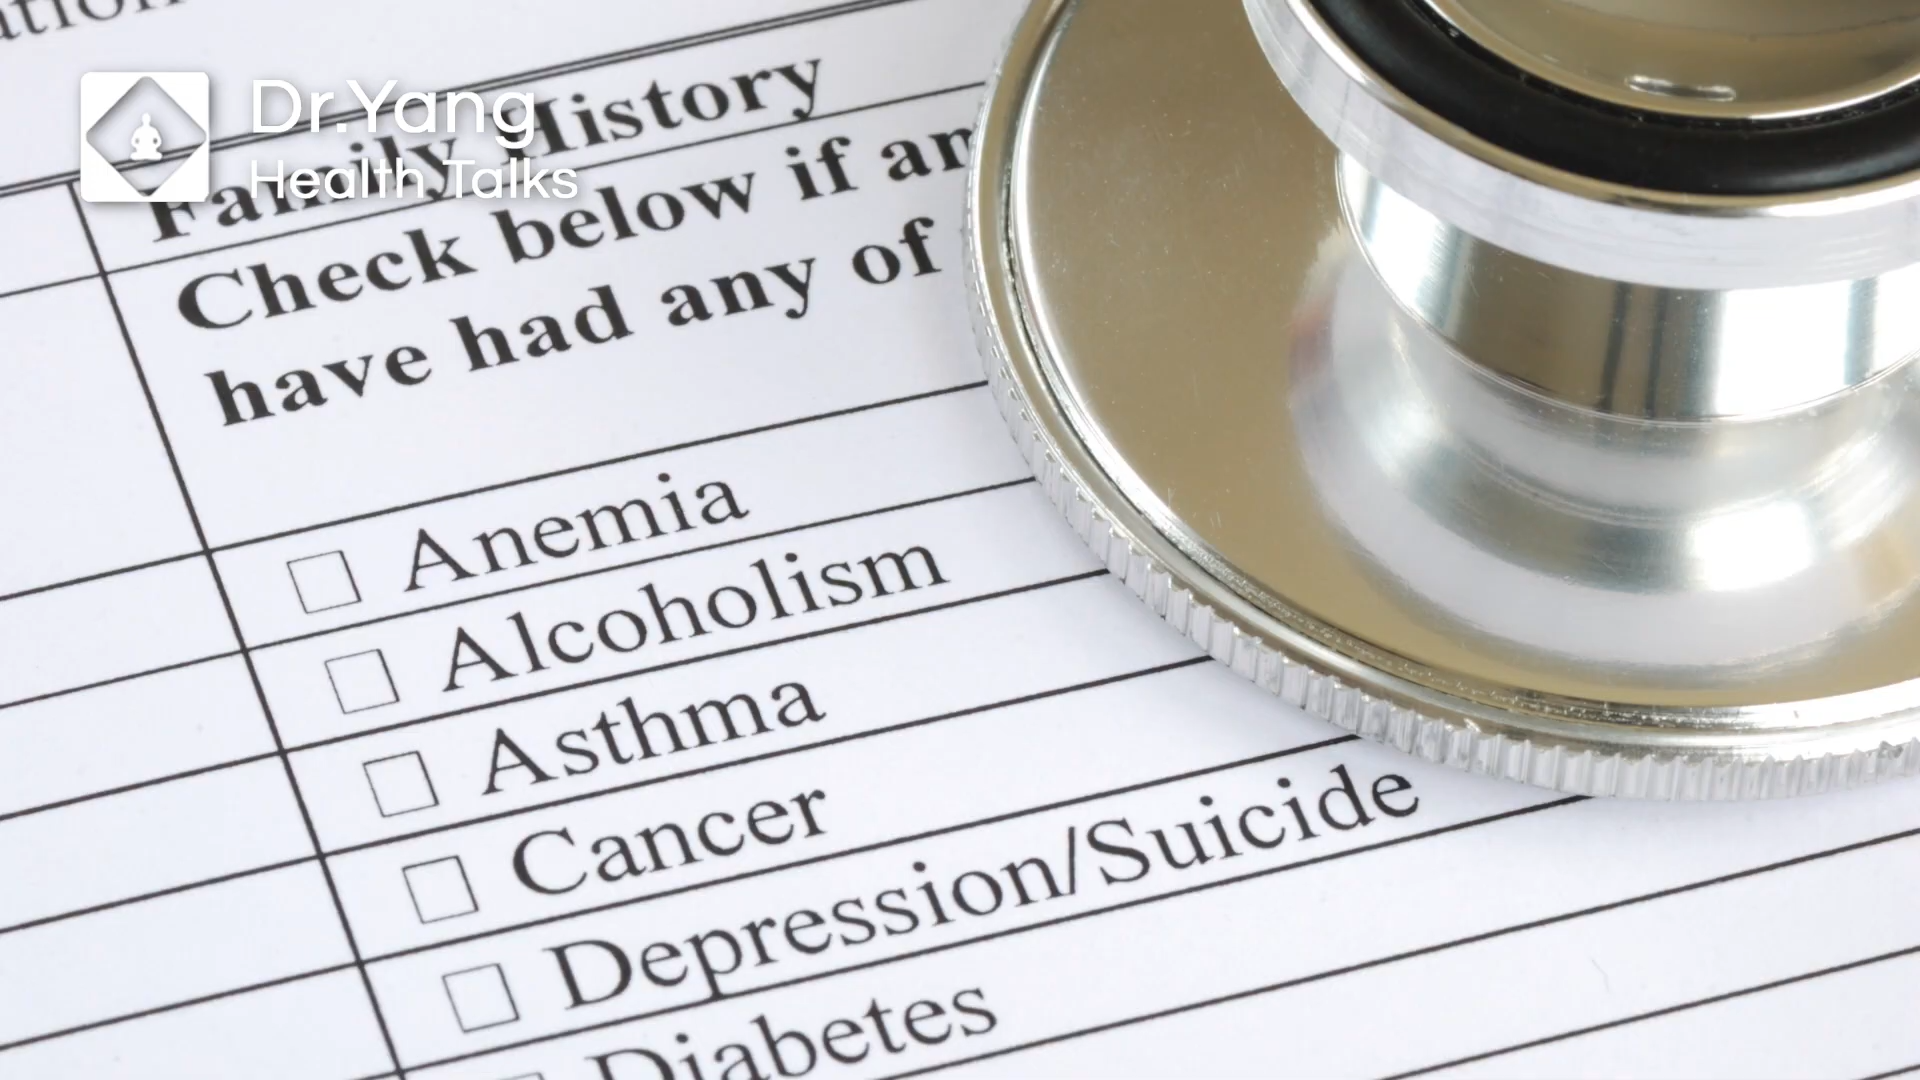 Dr.Yang
Health Talks
Family History
Check below if an
have had any of
Anemia
Alcoholism
Asthma
Cancer
Depression/Suicide
Diabetes